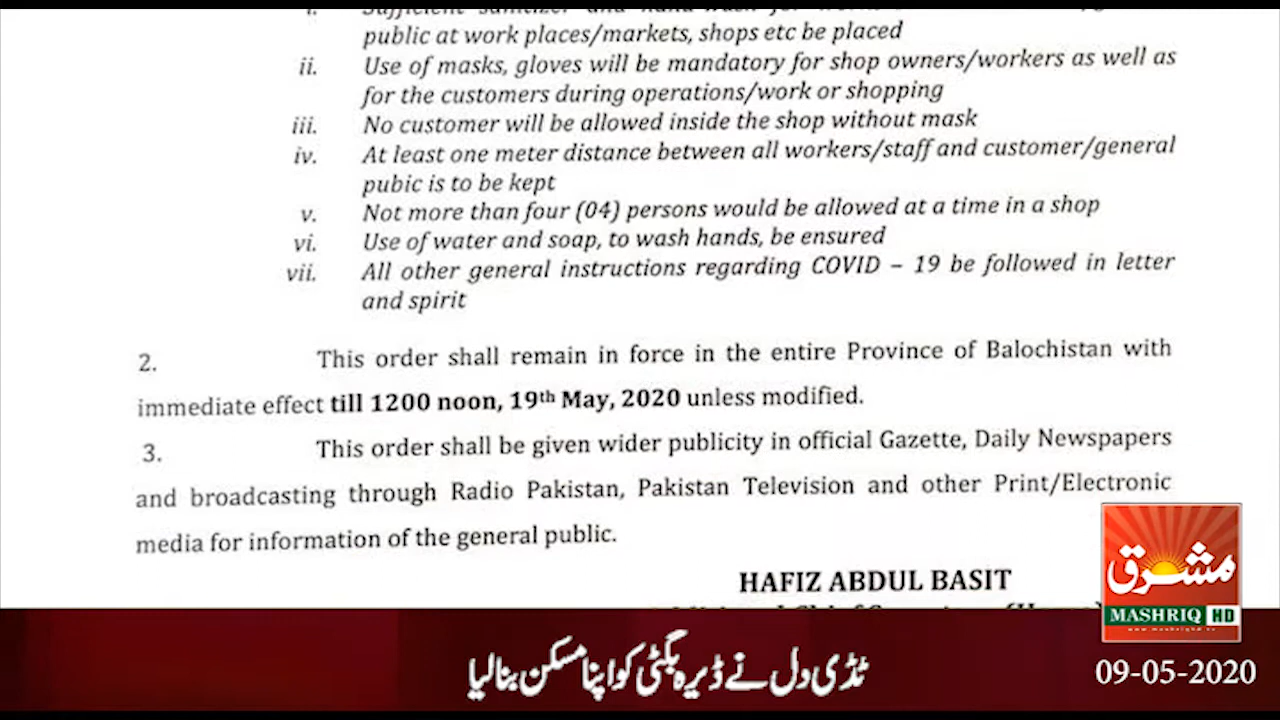 i. Sufficient sanitizer and hand wash for
public at work places/markets, shops etc be placed
ii. Use of masks, gloves will be mandatory for shop owners/workers as well as
for the customers during operations/work or shopping
iii. No customer will be allowed inside the shop without mask
iv. At least one meter distance between all workers/staff and customer/general
pubic is to be kept
v. Not more than four (04) persons would be allowed at a time in a shop
vi. Use of water and soap, to wash hands, be ensured
vii. All other general instructions regarding COVID – 19 be followed in letter
and spirit
2. This order shall remain in force in the entire Province of Balochistan with
immediate effect till 1200 noon, 19th May, 2020 unless modified.
3. This order shall be given wider publicity in official Gazette, Daily Newspapers
and broadcasting through Radio Pakistan, Pakistan Television and other Print/Electronic
media for information of the general public.
HAFIZ ABDUL BASIT
مشرق
MASHRIQ HD
ٹڈی دل نے ڈیرہ بگٹی کو اپنا مسکن بنالیا
09-05-2020